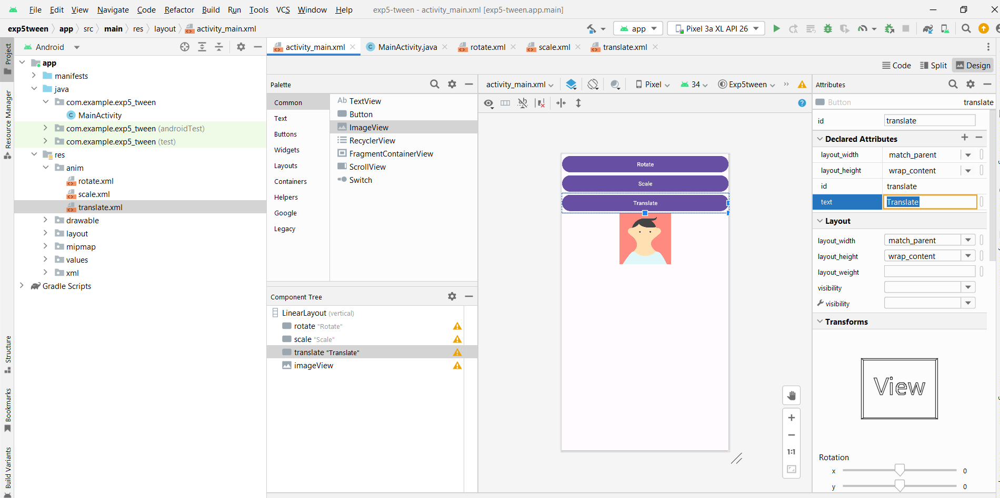 File Edit View Navigate Code Refactor Build Run Tools VCS Window Help exp5-tween - activity_main.xml [exp5-tween.app.main]
exp5tween app src main res layout activity_main.xml app Pixel 3a XL API 26
Project
Resource Manager
Structure
Bookmarks
Build Variants
Android
app
manifests
java
com.example.exp5_tween
MainActivity
com.example.exp5_tween (androidTest)
com.example.exp5_tween (test)
res
anim
rotate.xml
scale.xml
translate.xml
drawable
layout
mipmap
values
xml
Gradle Scripts
activity_main.xml MainActivity.java rotate.xml scale.xml translate.xml
Code Split Design
Palette
Common
Text
Buttons
Widgets
Layouts
Containers
Helpers
Google
Legacy
Ab TextView
Button
ImageView
RecyclerView
FragmentContainerView
ScrollView
Switch
Component Tree
LinearLayout (vertical)
rotate "Rotate"
scale "Scale"
translate "Translate"
imageView
activity_main.xml Pixel 34 Exp5tween
Rotate
Scale
Translate
1:1
Attributes
Button translate
id translate
Declared Attributes
layout_width match_parent
layout_height wrap_content
id translate
text Translate
Layout
layout_width match_parent
layout_height wrap_content
layout_weight
visibility
visibility
Transforms
View
Rotation
x 0
y 0